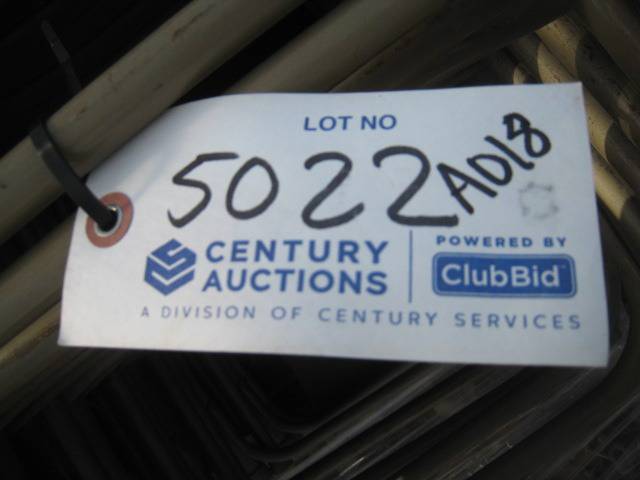 LOT NO
5022 AD18
CENTURY
AUCTIONS
POWERED BY
ClubBid
A DIVISION OF CENTURY SERVICES